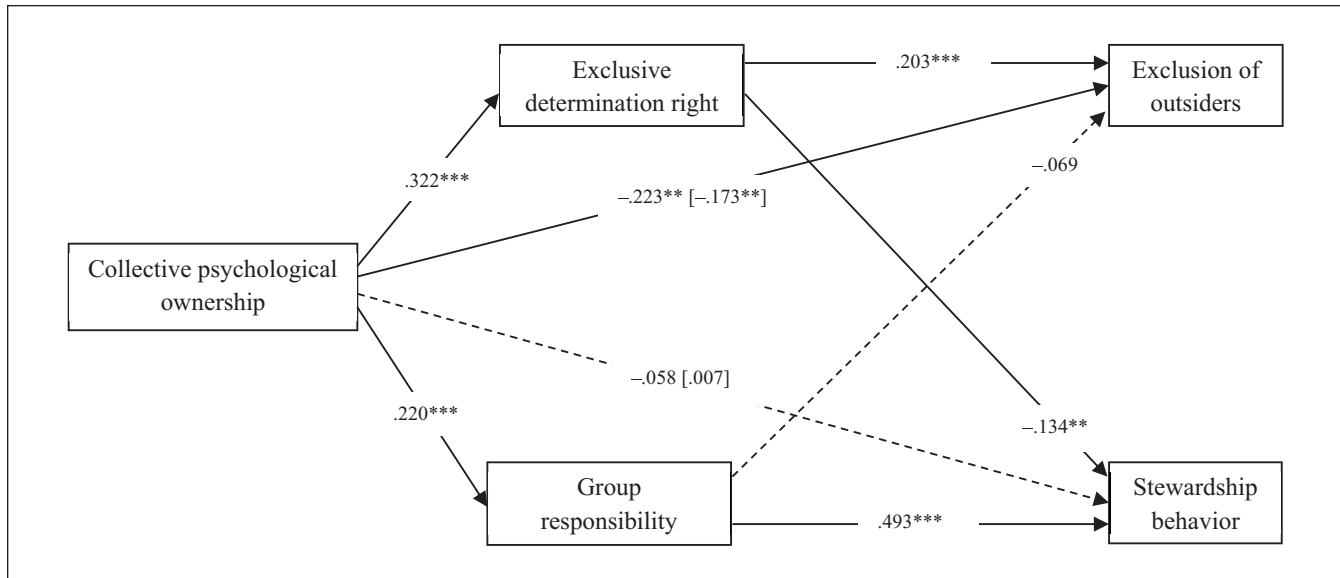 Exclusive
determination right
.203***
Exclusion of
outsiders
–.069
.322***
–.223** [–.173**]
Collective psychological
ownership
–.058 [.007]
.220***
–.134**
Group
responsibility
.493***
Stewardship
behavior